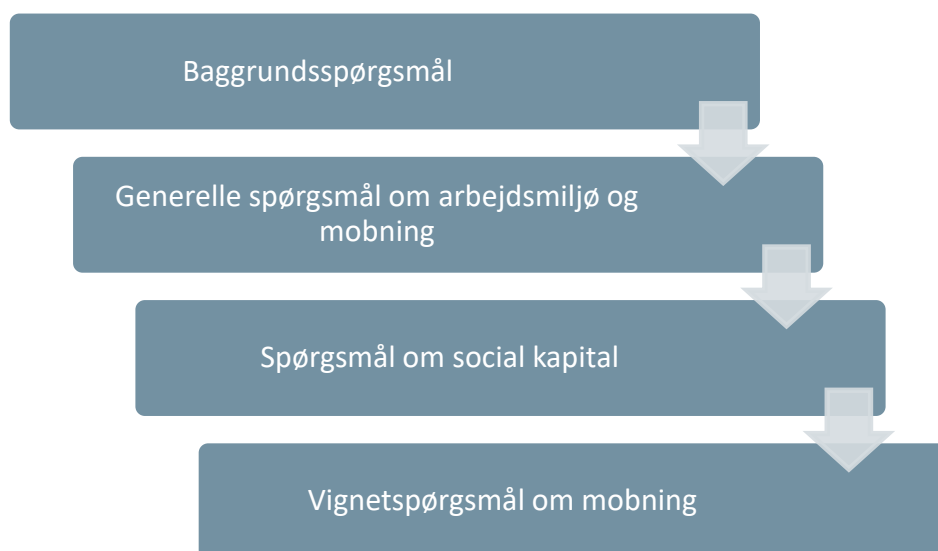 Baggrundsspørgsmål
Generelle spørgsmål om arbejdsmiljø og
mobning
Spørgsmål om social kapital
Vignetspørgsmål om mobning